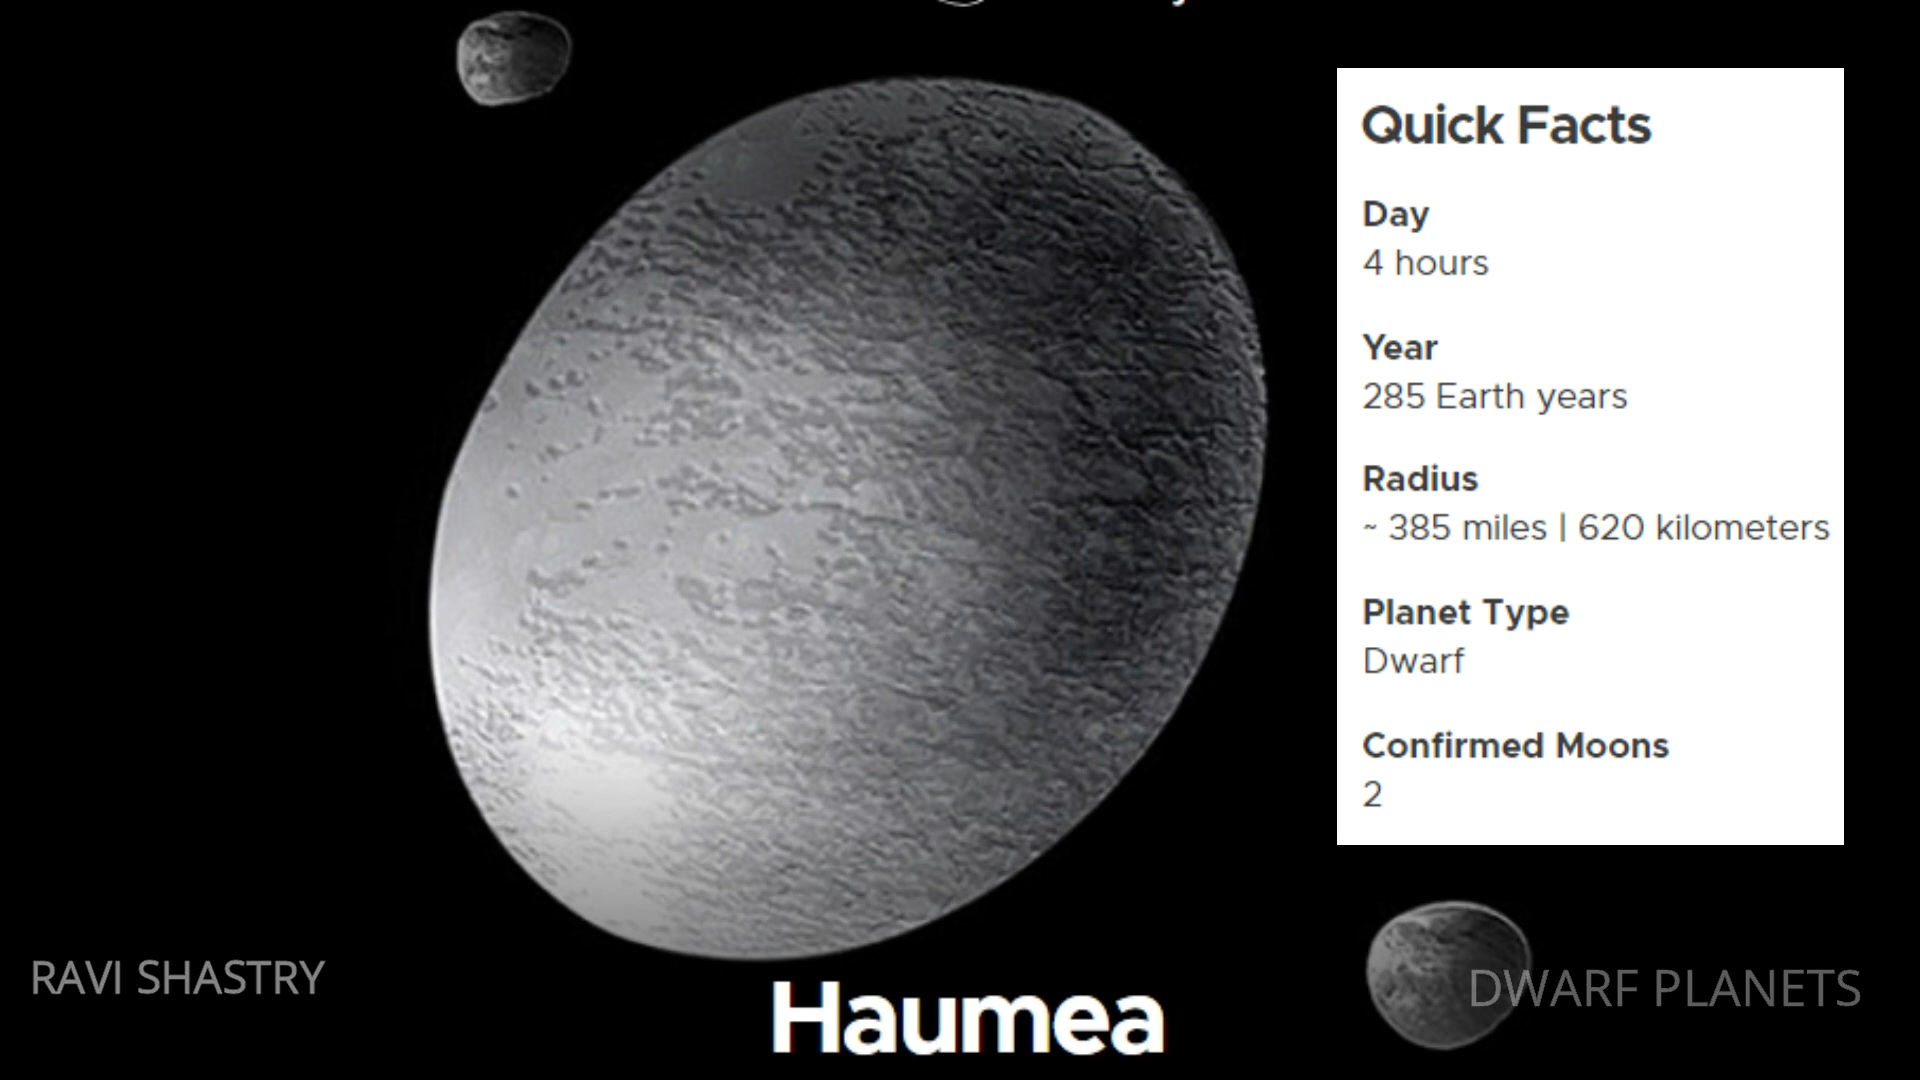 Quick Facts
Day
4 hours
Year
285 Earth years
Radius
~ 385 miles | 620 kilometers
Planet Type
Dwarf
Confirmed Moons
2
RAVI SHASTRY
DWARF PLANETS
Haumea